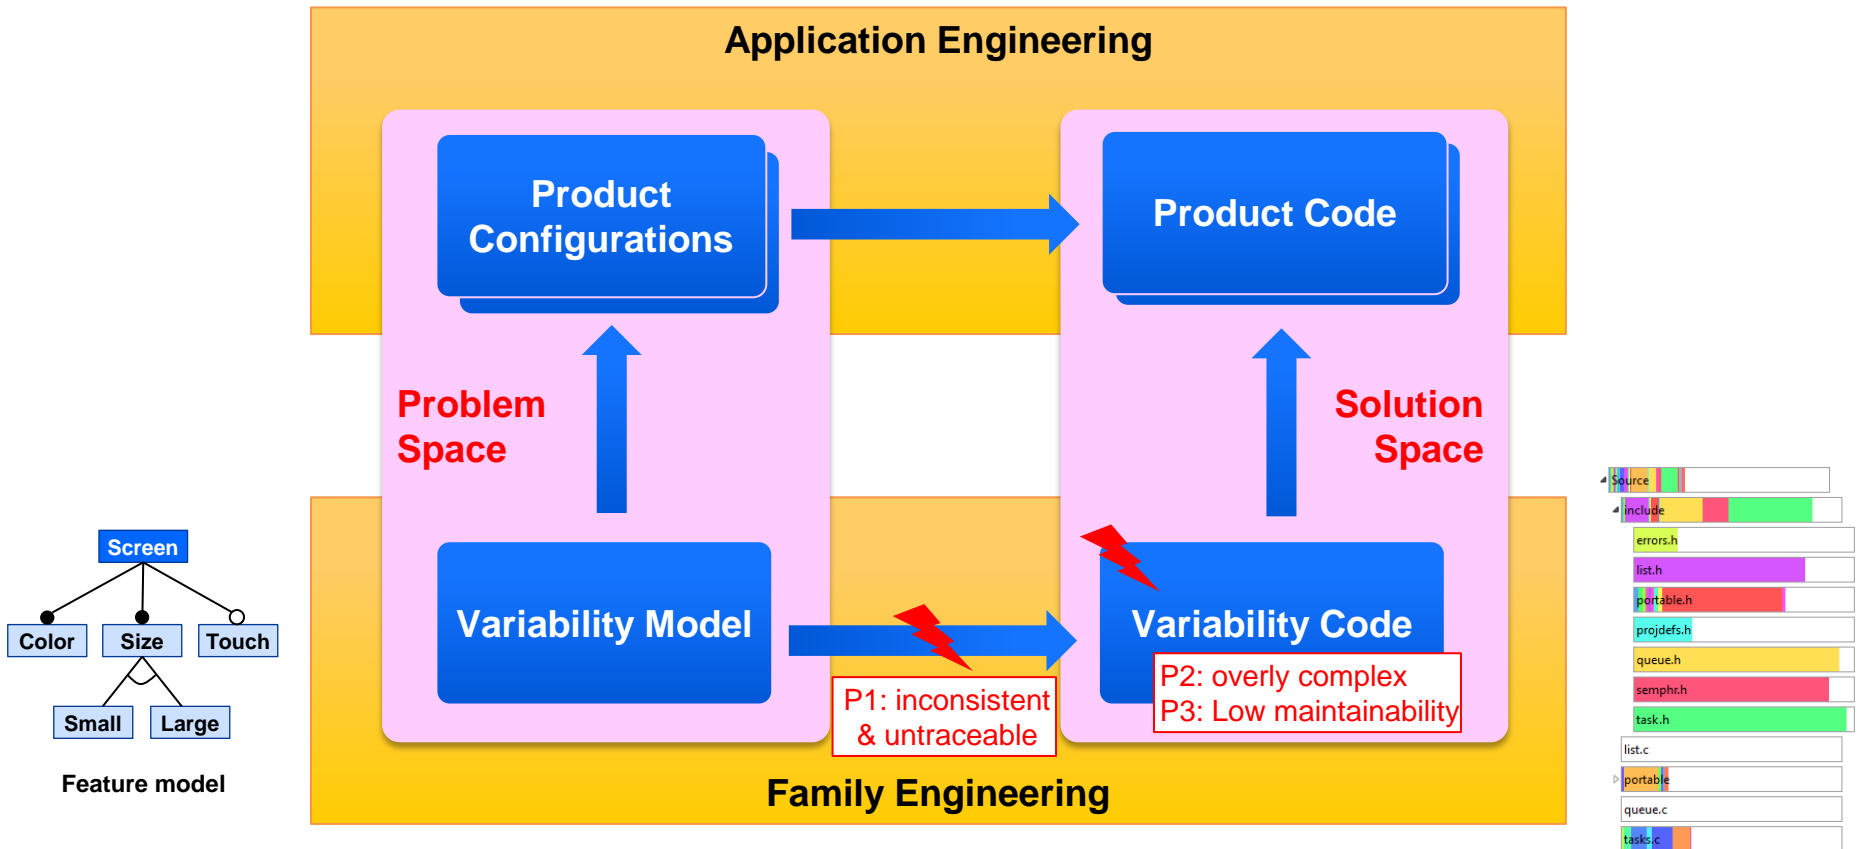 Application Engineering
Product
Configurations
Product Code
Problem
Space
Solution
Space
Variability Model
Variability Code
P1: inconsistent
& untraceable
P2: overly complex
P3: Low maintainability
Family Engineering
Screen
Color
Size
Touch
Small
Large
Feature model
Source
include
errors.h
list.h
portable.h
projdefs.h
queue.h
semphr.h
task.h
list.c
portable
queue.c
tasks.c